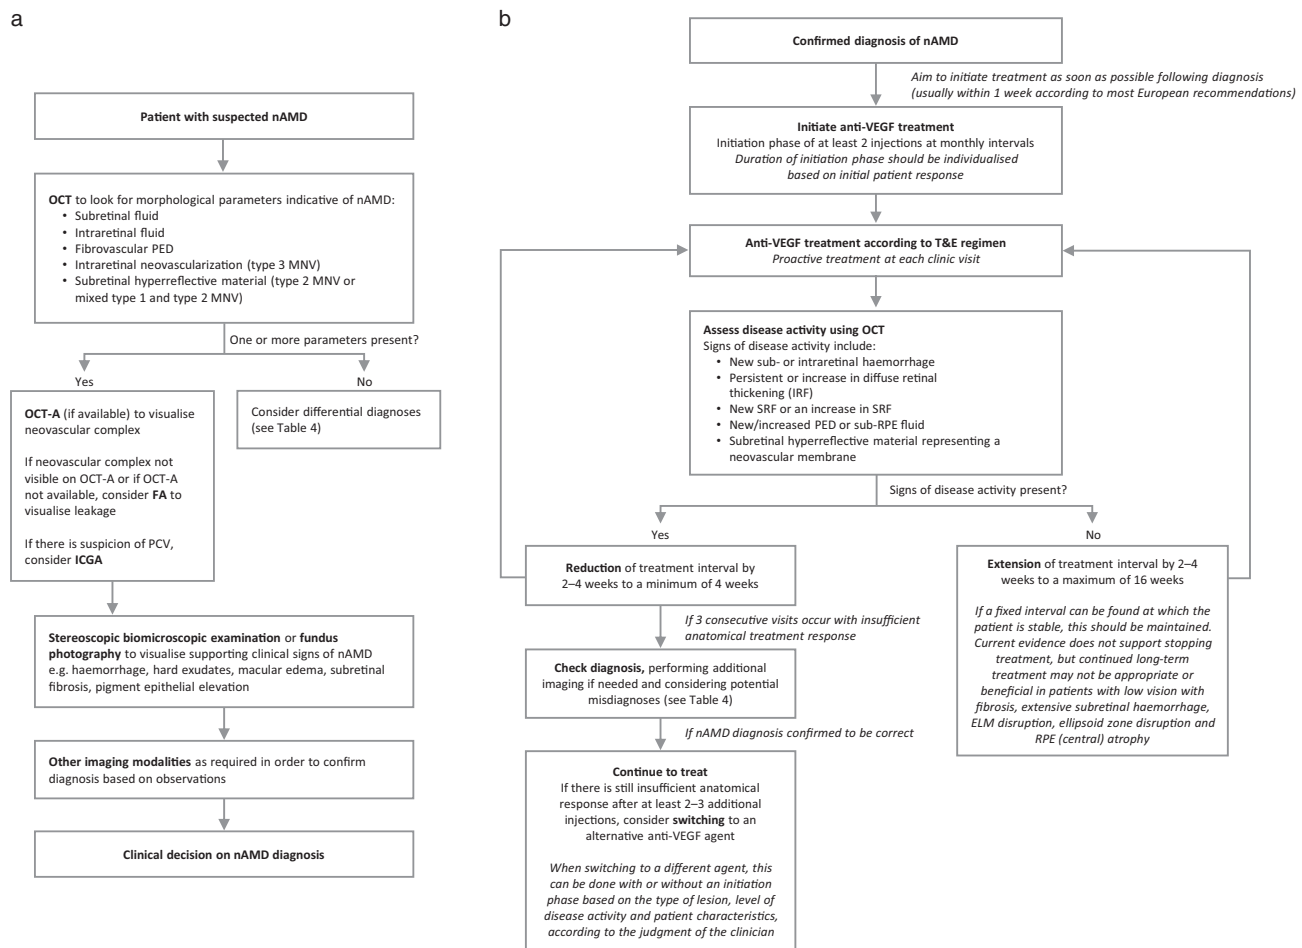 a
Patient with suspected nAMD
OCT to look for morphological parameters indicative of nAMD:
• Subretinal fluid
• Intraretinal fluid
• Fibrovascular PED
• Intraretinal neovascularization (type 3 MNV)
• Subretinal hyperreflective material (type 2 MNV or
mixed type 1 and type 2 MNV)
One or more parameters present?
Yes
No
OCT-A (if available) to visualise
neovascular complex
If neovascular complex not
visible on OCT-A or if OCT-A
not available, consider FA to
visualise leakage
If there is suspicion of PCV,
consider ICGA
Consider differential diagnoses
(see Table 4)
Stereoscopic biomicroscopic examination or fundus
photography to visualise supporting clinical signs of nAMD
e.g. haemorrhage, hard exudates, macular edema, subretinal
fibrosis, pigment epithelial elevation
Other imaging modalities as required in order to confirm
diagnosis based on observations
Clinical decision on nAMD diagnosis
b
Confirmed diagnosis of nAMD
Aim to initiate treatment as soon as possible following diagnosis
(usually within 1 week according to most European recommendations)
Initiate anti-VEGF treatment
Initiation phase of at least 2 injections at monthly intervals
Duration of initiation phase should be individualised
based on initial patient response
Anti-VEGF treatment according to T&E regimen
Proactive treatment at each clinic visit
Assess disease activity using OCT
Signs of disease activity include:
• New sub- or intraretinal haemorrhage
• Persistent or increase in diffuse retinal
thickening (IRF)
• New SRF or an increase in SRF
• New/increased PED or sub-RPE fluid
• Subretinal hyperreflective material representing a
neovascular membrane
Signs of disease activity present?
Yes
No
Reduction of treatment interval by
2–4 weeks to a minimum of 4 weeks
If 3 consecutive visits occur with insufficient
anatomical treatment response
Check diagnosis, performing additional
imaging if needed and considering potential
misdiagnoses (see Table 4)
If nAMD diagnosis confirmed to be correct
Continue to treat
If there is still insufficient anatomical
response after at least 2–3 additional
injections, consider switching to an
alternative anti-VEGF agent
When switching to a different agent, this
can be done with or without an initiation
phase based on the type of lesion, level of
disease activity and patient characteristics,
according to the judgment of the clinician
Extension of treatment interval by 2–4
weeks to a maximum of 16 weeks
If a fixed interval can be found at which the
patient is stable, this should be maintained.
Current evidence does not support stopping
treatment, but continued long-term
treatment may not be appropriate or
beneficial in patients with low vision with
fibrosis, extensive subretinal haemorrhage,
ELM disruption, ellipsoid zone disruption and
RPE (central) atrophy